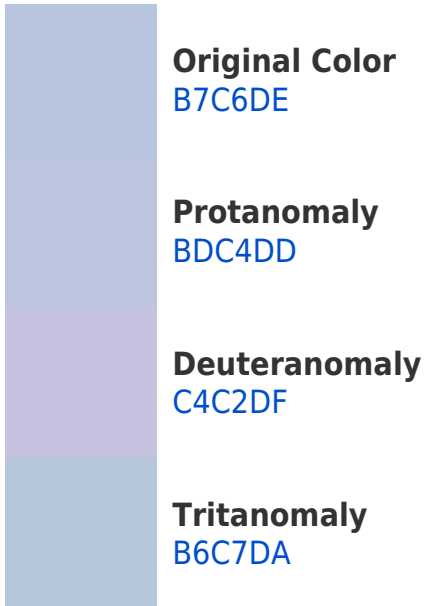 Original Color
B7C6DE
Protanomaly
BDC4DD
Deuteranomaly
C4C2DF
Tritanomaly
B6C7DA